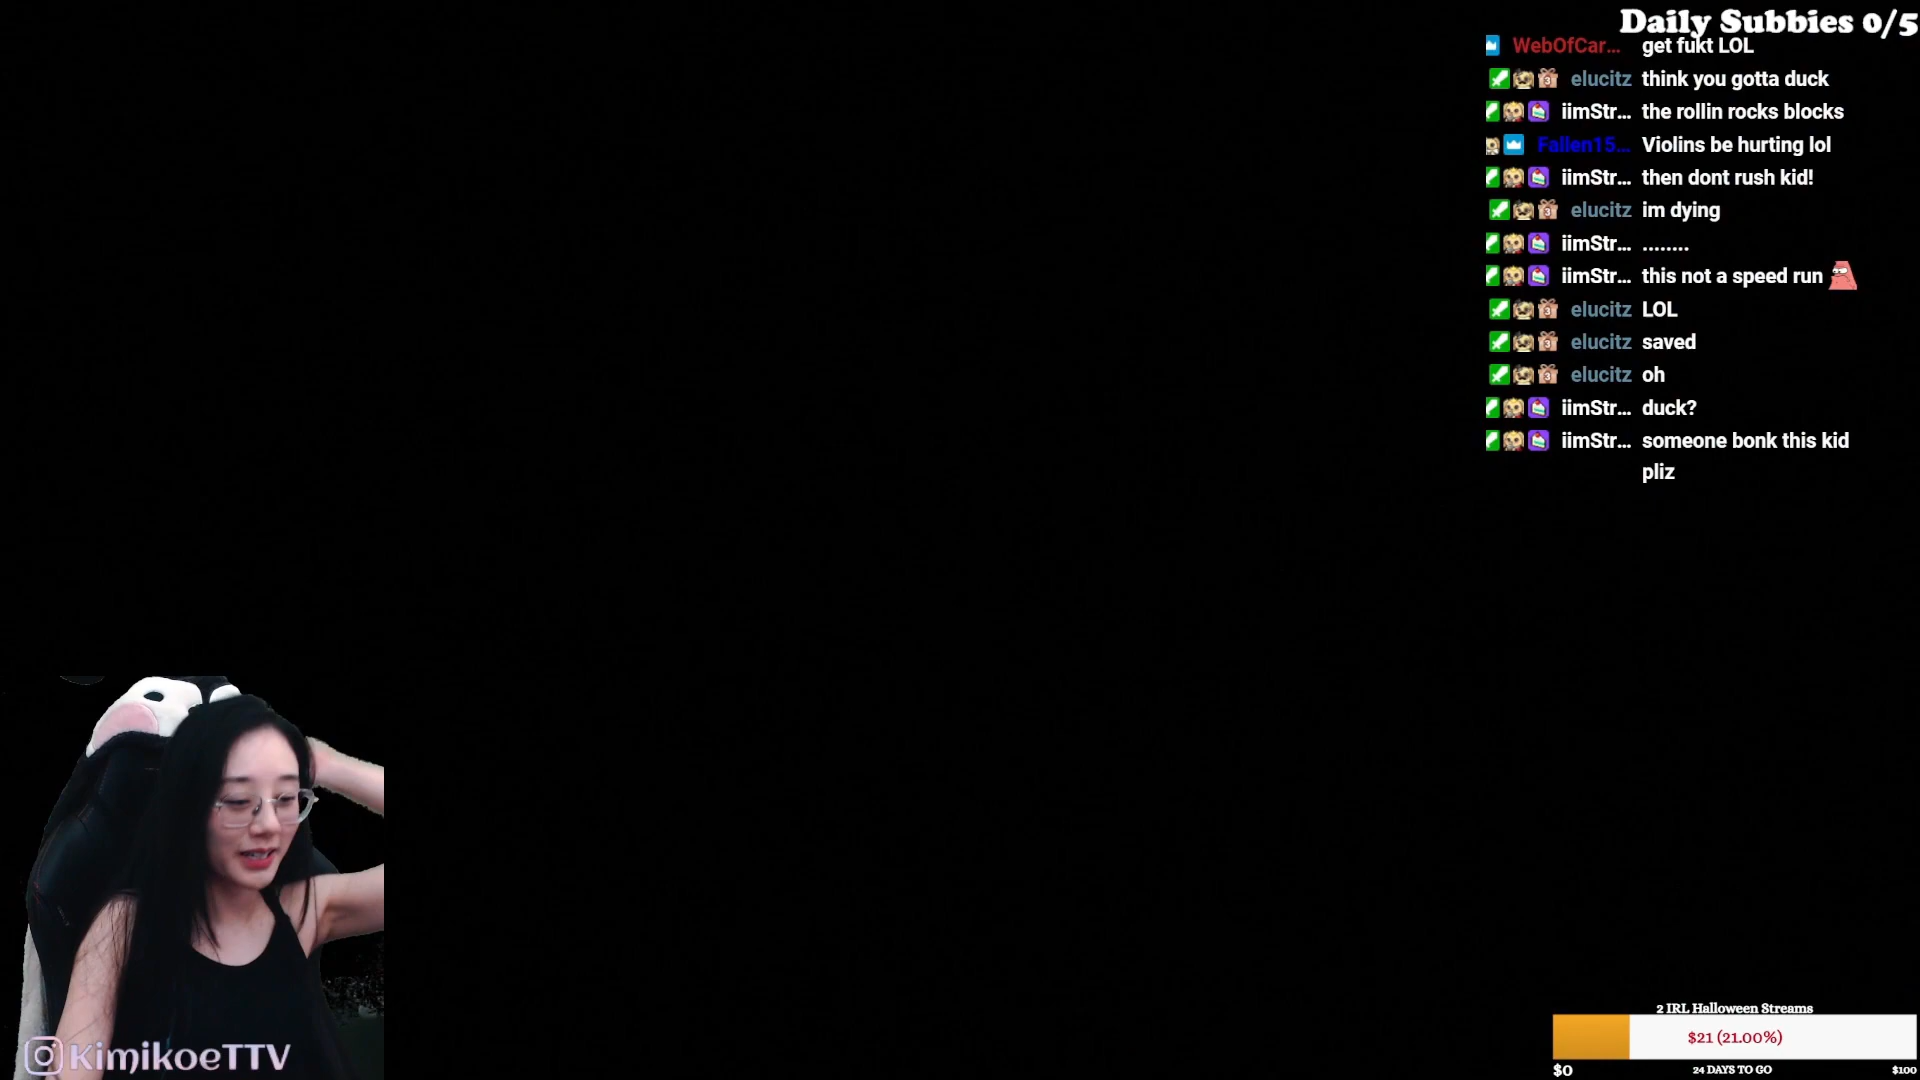 Daily Subbies 0/5
WebOfCar... get fukt LOL
elucitz think you gotta duck
iimStr... the rollin rocks blocks
Fallen15... Violins be hurting lol
iimStr... then dont rush kid!
elucitz im dying
iimStr... ........
iimStr... this not a speed run
elucitz LOL
elucitz saved
elucitz oh
iimStr... duck?
iimStr... someone bonk this kid
pliz
2 IRL Halloween Streams
$21 (21.00%)
$0 24 DAYS TO GO $100
KimikoeTTV